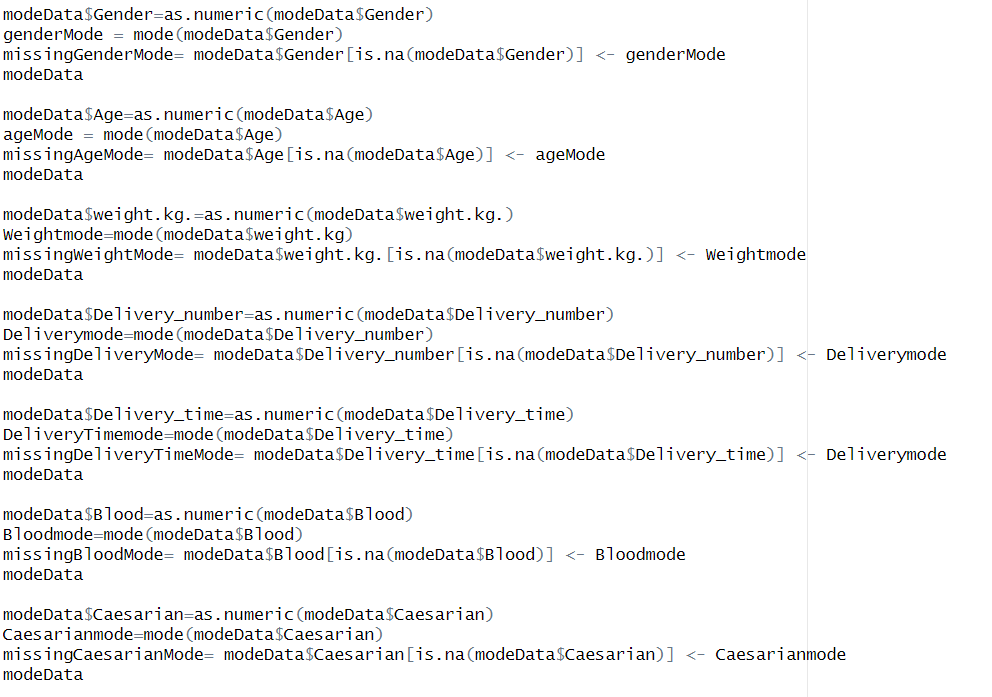 modeData$Gender=as.numeric(modeData$Gender)
genderMode = mode(modeData$Gender)
missingGenderMode= modeData$Gender[is.na(modeData$Gender)] <- genderMode
modeData
modeData$Age=as.numeric(modeData$Age)
ageMode = mode(modeData$Age)
missingAgeMode= modeData$Age[is.na(modeData$Age)] <- ageMode
modeData
modeData$weight.kg.=as.numeric(modeData$weight.kg.)
Weightmode=mode(modeData$weight.kg)
missingWeightMode= modeData$weight.kg.[is.na(modeData$weight.kg.)] <- Weightmode
modeData
modeData$Delivery_number=as.numeric(modeData$Delivery_number)
Deliverymode=mode(modeData$Delivery_number)
missingDeliveryMode= modeData$Delivery_number[is.na(modeData$Delivery_number)] <- Deliverymode
modeData
modeData$Delivery_time=as.numeric(modeData$Delivery_time)
DeliveryTimemode=mode(modeData$Delivery_time)
missingDeliveryTimeMode= modeData$Delivery_time[is.na(modeData$Delivery_time)] <- Deliverymode
modeData
modeData$Blood=as.numeric(modeData$Blood)
Bloodmode=mode(modeData$Blood)
missingBloodMode= modeData$Blood[is.na(modeData$Blood)] <- Bloodmode
modeData
modeData$Caesarian=as.numeric(modeData$Caesarian)
Caesarianmode=mode(modeData$Caesarian)
missingCaesarianMode= modeData$Caesarian[is.na(modeData$Caesarian)] <- Caesarianmode
modeData